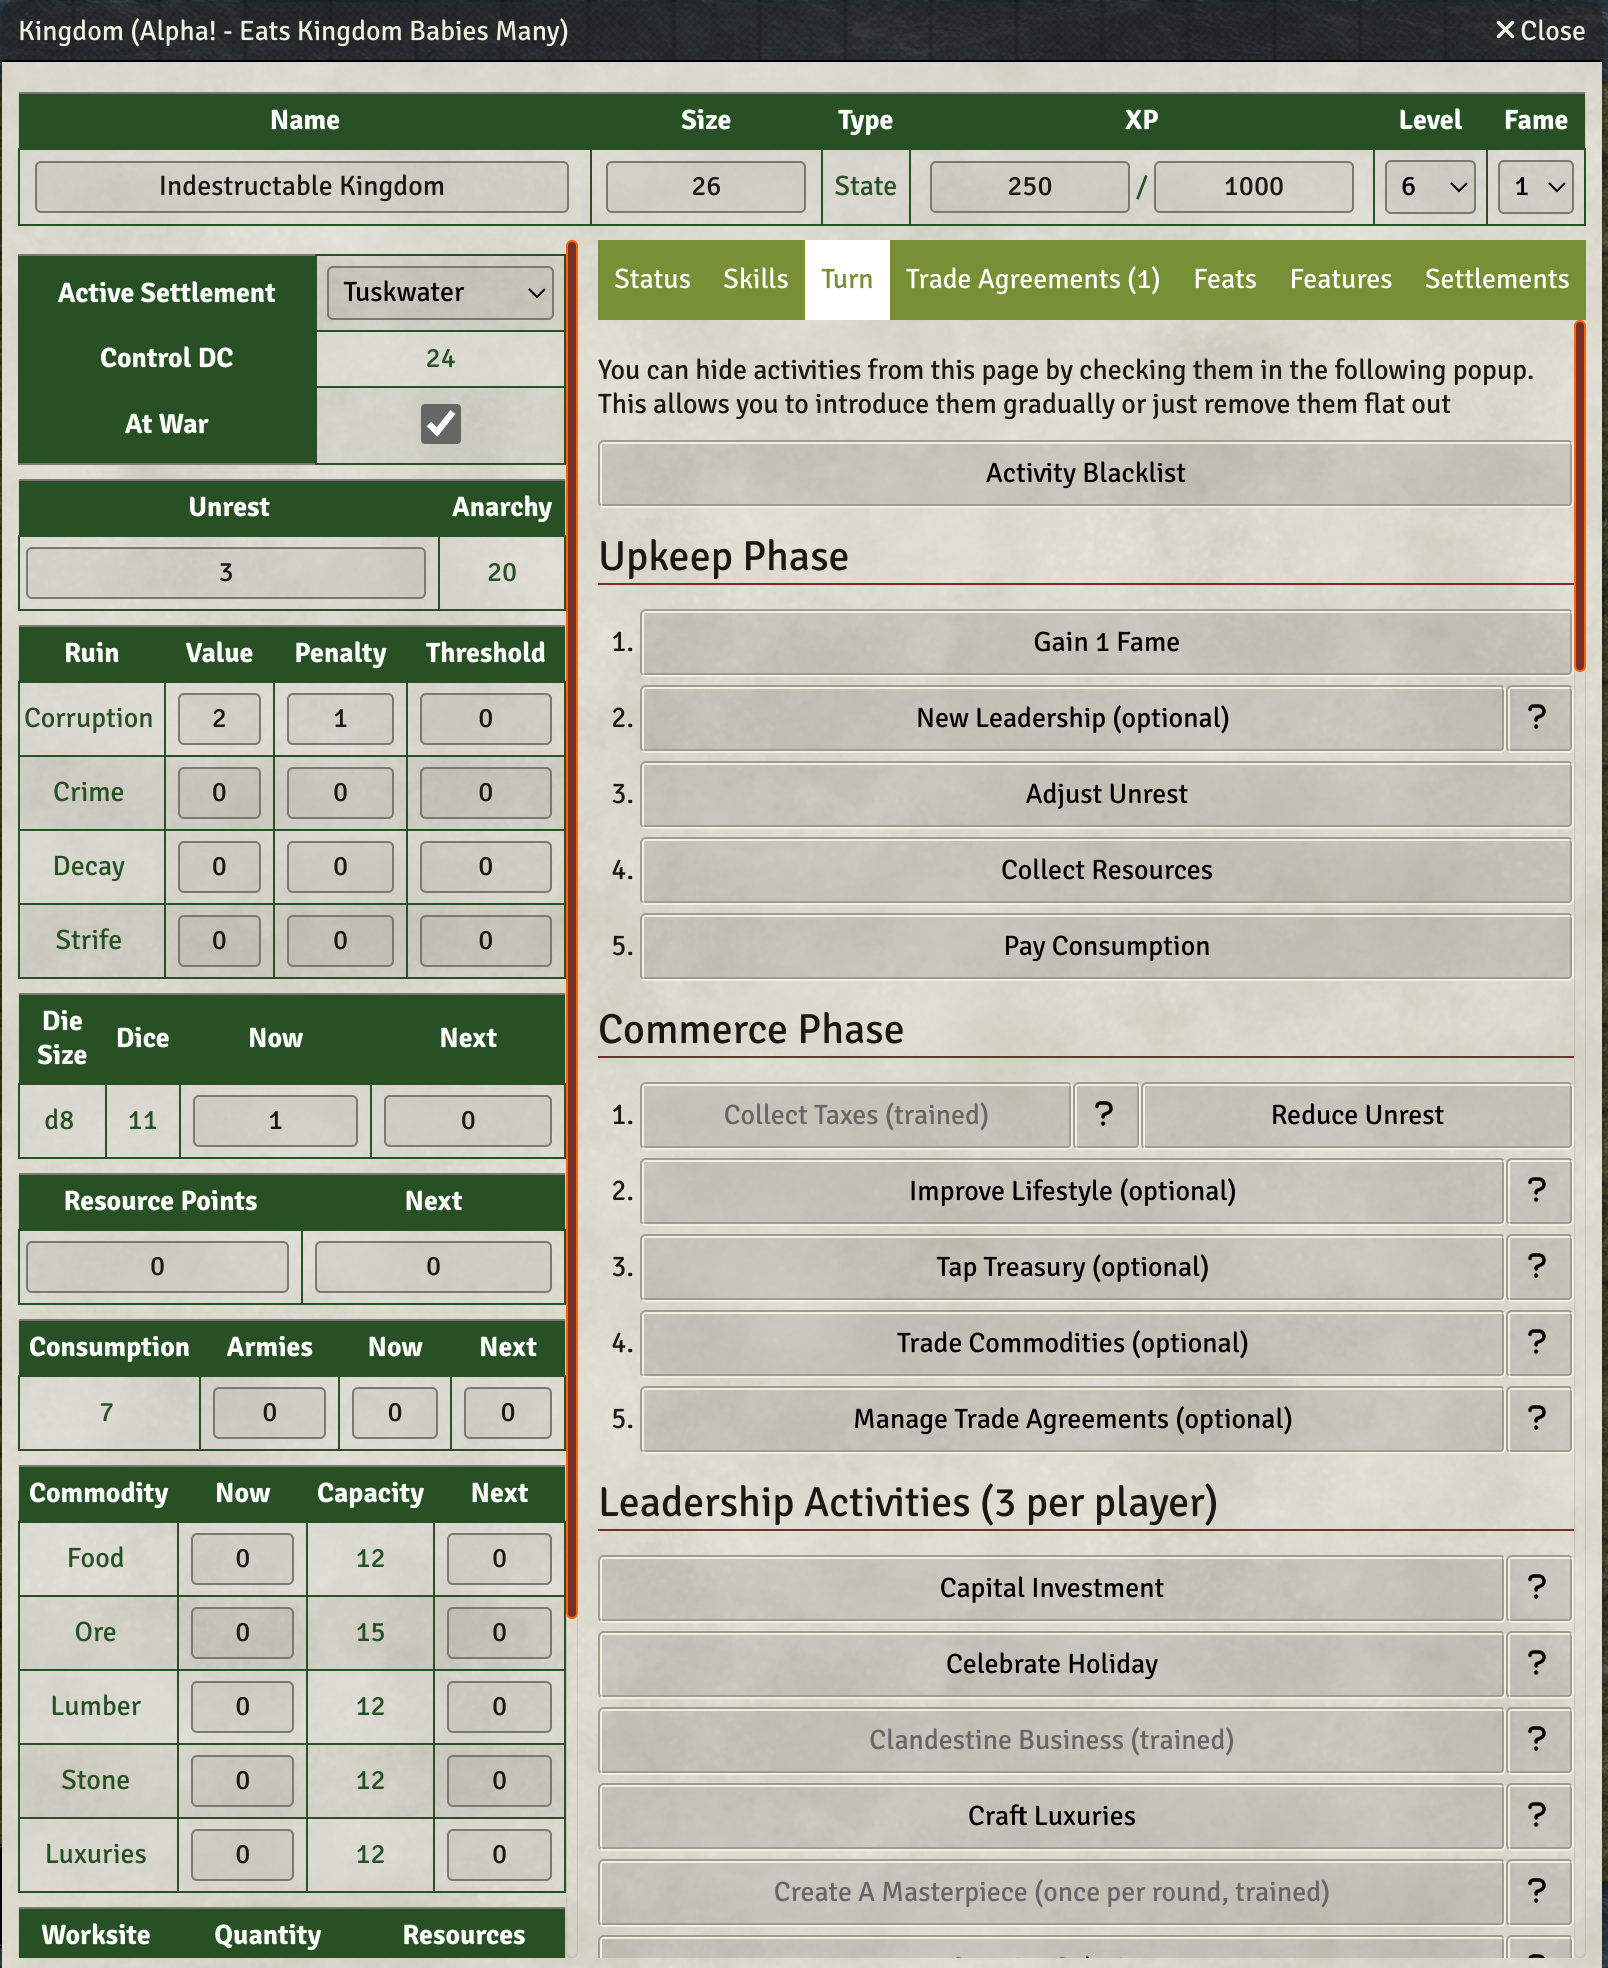 Kingdom (Alpha! - Eats Kingdom Babies Many)
Close
Name Size Type XP Level Fame
Indestructable Kingdom 26 State 250 / 1000 6 1
Active Settlement Tuskwater
Control DC 24
At War
Unrest Anarchy
3 20
Ruin Value Penalty Threshold
Corruption 2 1 0
Crime 0 0 0
Decay 0 0 0
Strife 0 0 0
Die Size Dice Now Next
d8 11 1 0
Resource Points Next
0 0
Consumption Armies Now Next
7 0 0 0
Commodity Now Capacity Next
Food 0 12 0
Ore 0 15 0
Lumber 0 12 0
Stone 0 12 0
Luxuries 0 12 0
Worksite Quantity Resources
Status Skills Turn Trade Agreements (1) Feats Features Settlements
You can hide activities from this page by checking them in the following popup.
This allows you to introduce them gradually or just remove them flat out
Activity Blacklist
Upkeep Phase
1. Gain 1 Fame
2. New Leadership (optional) ?
3. Adjust Unrest
4. Collect Resources
5. Pay Consumption
Commerce Phase
1. Collect Taxes (trained) ? Reduce Unrest
2. Improve Lifestyle (optional) ?
3. Tap Treasury (optional) ?
4. Trade Commodities (optional) ?
5. Manage Trade Agreements (optional) ?
Leadership Activities (3 per player)
Capital Investment ?
Celebrate Holiday ?
Clandestine Business (trained) ?
Craft Luxuries ?
Create A Masterpiece (once per round, trained) ?